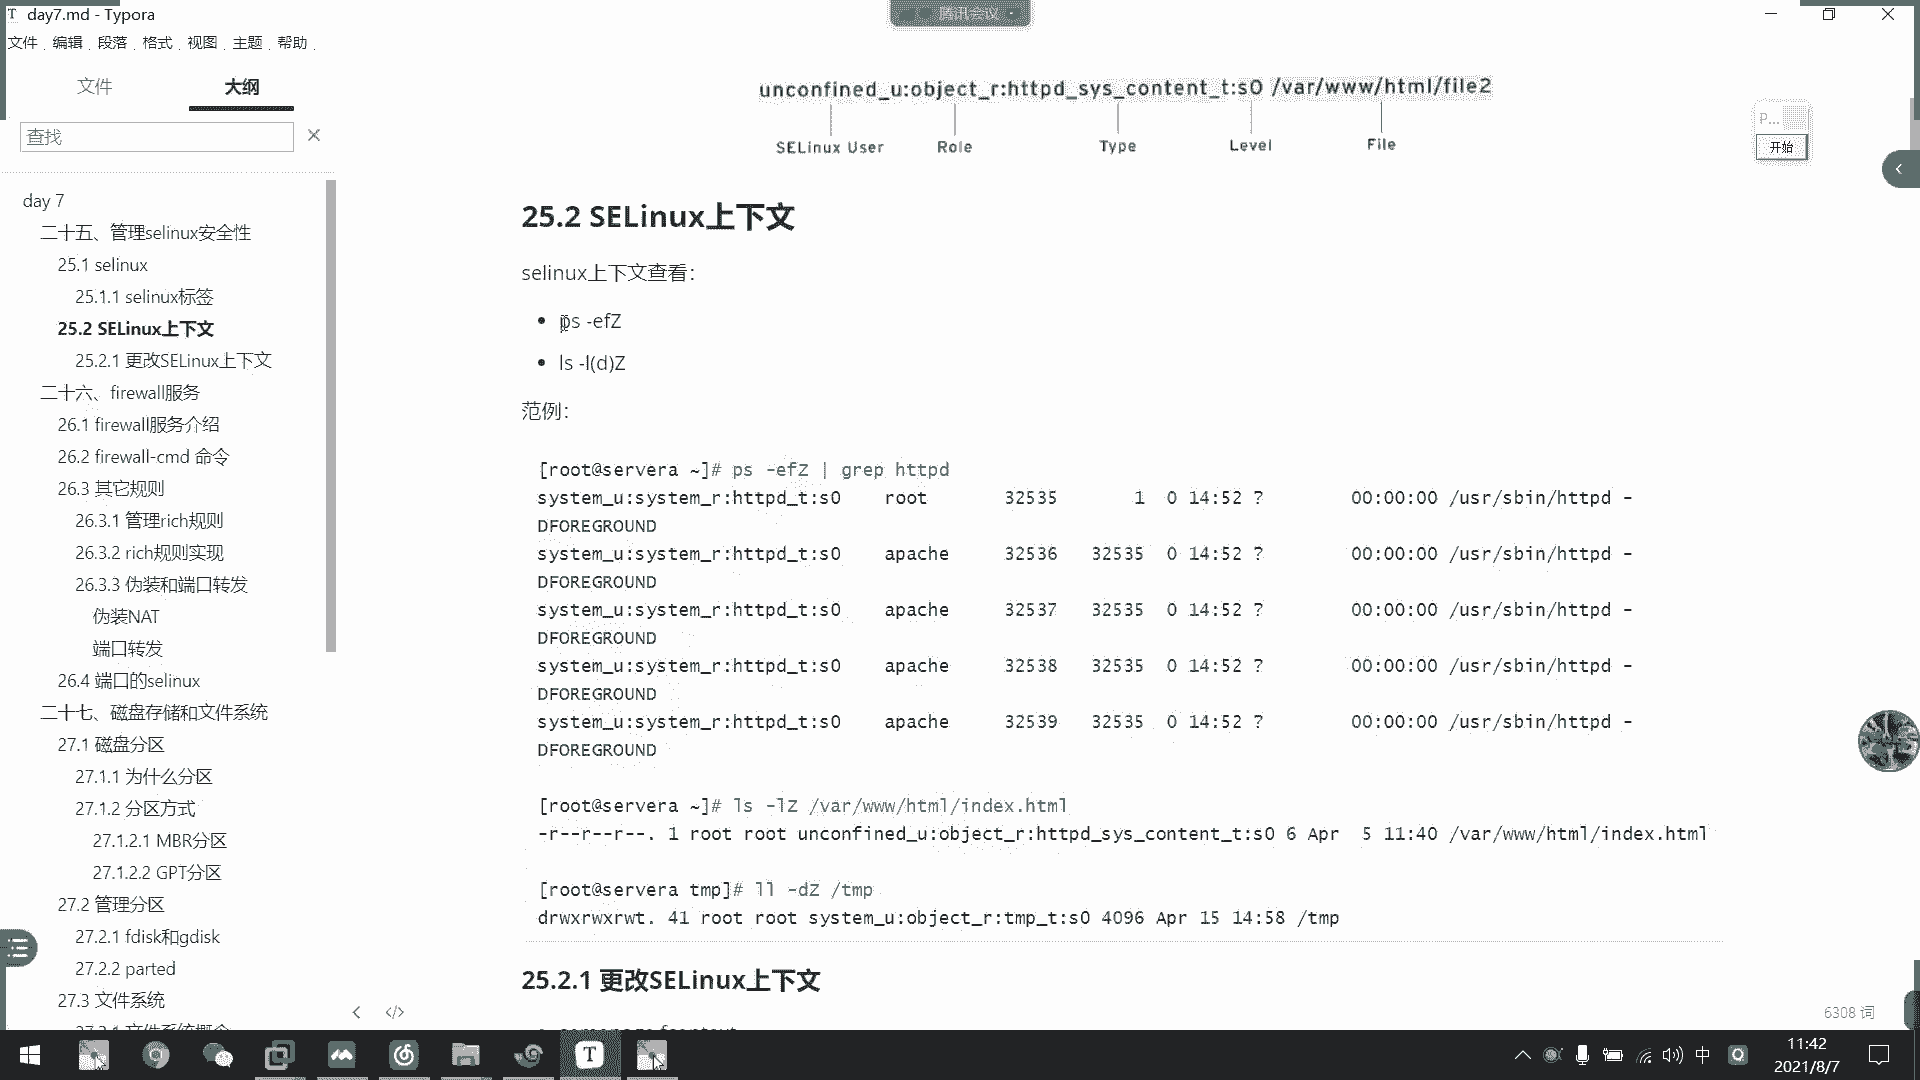 day7.md - Typora
腾讯会议
文件 编辑 段落 格式 视图 主题 帮助
文件 大纲
查找
day 7
二十五、管理selinux安全性
25.1 selinux
25.1.1 selinux标签
25.2 SELinux上下文
25.2.1 更改SELinux上下文
二十六、firewall服务
26.1 firewall服务介绍
26.2 firewall-cmd 命令
26.3 其它规则
26.3.1 管理rich规则
26.3.2 rich规则实现
26.3.3 伪装和端口转发
伪装NAT
端口转发
26.4 端口的selinux
二十七、磁盘存储和文件系统
27.1 磁盘分区
27.1.1 为什么分区
27.1.2 分区方式
27.1.2.1 MBR分区
27.1.2.2 GPT分区
27.2 管理分区
27.2.1 fdisk和gdisk
27.2.2 parted
27.3 文件系统
27.3.1 文件系统概念
unconfined_u:object_r:httpd_sys_content_t:s0 /var/www/html/file2
SELinux User Role Type Level File
P...
开始
25.2 SELinux上下文
selinux上下文查看：
ps -efZ
ls -l(d)Z
范例：
[root@servera ~]# ps -efZ | grep httpd
system_u:system_r:httpd_t:s0 root 32535 1 0 14:52 ? 00:00:00 /usr/sbin/httpd -
DFOREGROUND
system_u:system_r:httpd_t:s0 apache 32536 32535 0 14:52 ? 00:00:00 /usr/sbin/httpd -
DFOREGROUND
system_u:system_r:httpd_t:s0 apache 32537 32535 0 14:52 ? 00:00:00 /usr/sbin/httpd -
DFOREGROUND
system_u:system_r:httpd_t:s0 apache 32538 32535 0 14:52 ? 00:00:00 /usr/sbin/httpd -
DFOREGROUND
system_u:system_r:httpd_t:s0 apache 32539 32535 0 14:52 ? 00:00:00 /usr/sbin/httpd -
DFOREGROUND
[root@servera ~]# ls -lZ /var/www/html/index.html
-r--r--r--. 1 root root unconfined_u:object_r:httpd_sys_content_t:s0 6 Apr 5 11:40 /var/www/html/index.html
[root@servera tmp]# ll -dZ /tmp
drwxrwxrwt. 41 root root system_u:object_r:tmp_t:s0 4096 Apr 15 14:58 /tmp
25.2.1 更改SELinux上下文
6308 词
中
11:42
2021/8/7